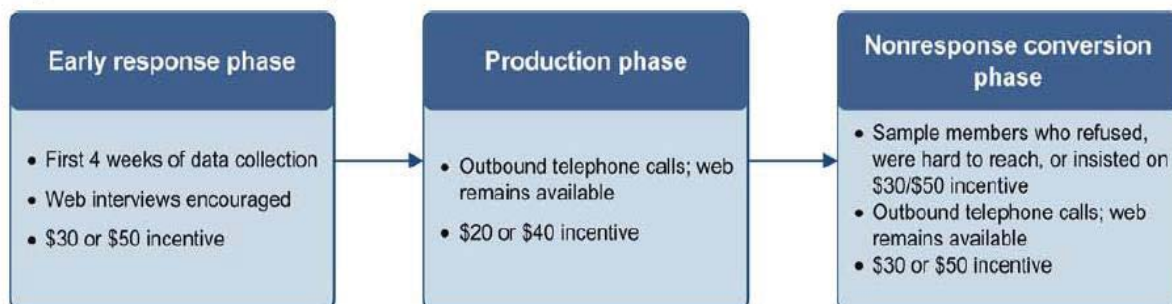 Early response phase
• First 4 weeks of data collection
• Web interviews encouraged
• $30 or $50 incentive
Production phase
• Outbound telephone calls; web
remains available
• $20 or $40 incentive
Nonresponse conversion
phase
• Sample members who refused,
were hard to reach, or insisted on
$30/$50 incentive
• Outbound telephone calls; web
remains available
• $30 or $50 incentive